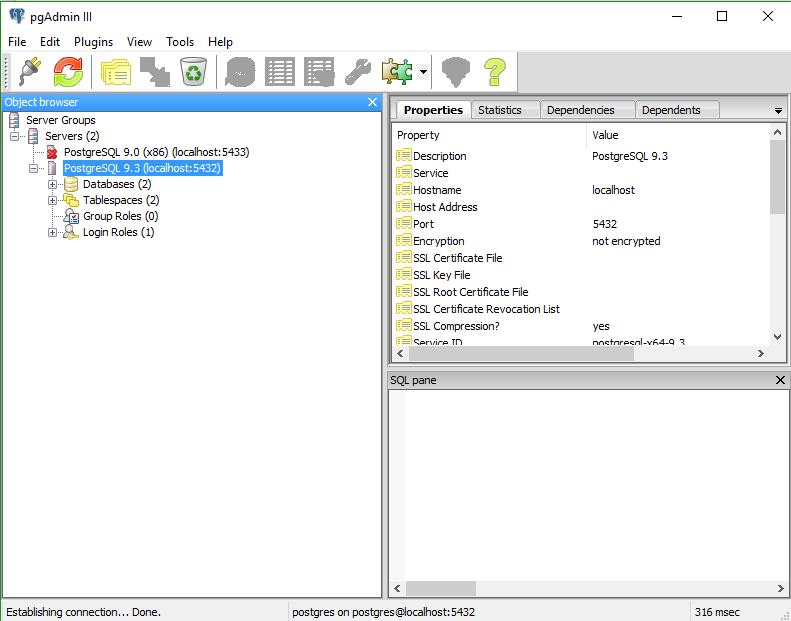 pgAdmin III
File Edit Plugins View Tools Help
Object browser
Server Groups
Servers (2)
PostgreSQL 9.0 (x86) (localhost:5433)
PostgreSQL 9.3 (localhost:5432)
Databases (2)
Tablespaces (2)
Group Roles (0)
Login Roles (1)
Properties Statistics Dependencies Dependents
Property Value
Description PostgreSQL 9.3
Service
Hostname localhost
Host Address
Port 5432
Encryption not encrypted
SSL Certificate File
SSL Key File
SSL Root Certificate File
SSL Certificate Revocation List
SSL Compression? yes
Service ID postgresql-x64-9.3
SQL pane
Establishing connection... Done. postgres on postgres@localhost:5432 316 msec